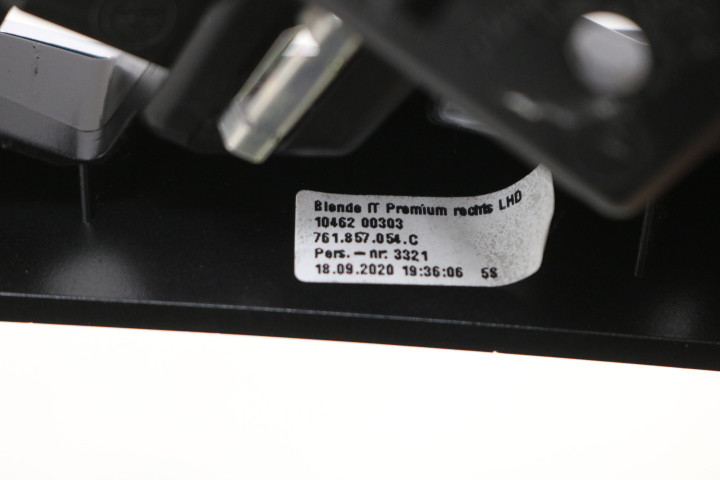 Blende IT Premium rechts LHD
10462 00303
761.857.054.C
Pers. - nr. 3321
18.09.2020 19:36:06 5S